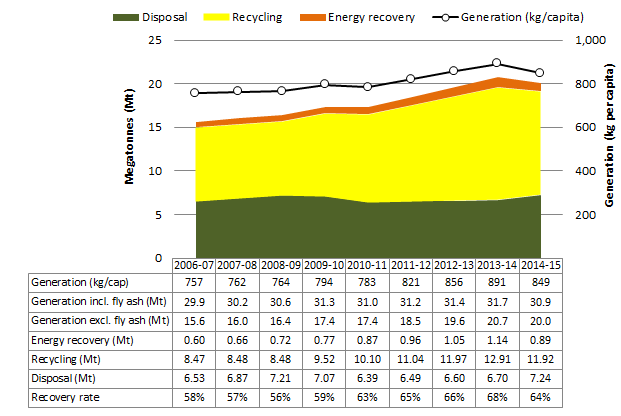 Disposal Recycling Energy recovery Generation (kg/capita)
25 1,000
20 800
15 600
10 400
5 200
0
Megatonnes (Mt)
Generation (kg per capita)
2006-07 2007-08 2008-09 2009-10 2010-11 2011-12 2012-13 2013-14 2014-15
Generation (kg/cap) 757 762 764 794 783 821 856 891 849
Generation incl. fly ash (Mt) 29.9 30.2 30.6 31.3 31.0 31.2 31.4 31.7 30.9
Generation excl. fly ash (Mt) 15.6 16.0 16.4 17.4 17.4 18.5 19.6 20.7 20.0
Energy recovery (Mt) 0.60 0.66 0.72 0.77 0.87 0.96 1.05 1.14 0.89
Recycling (Mt) 8.47 8.48 8.48 9.52 10.10 11.04 11.97 12.91 11.92
Disposal (Mt) 6.53 6.87 7.21 7.07 6.39 6.49 6.60 6.70 7.24
Recovery rate 58% 57% 56% 59% 63% 65% 66% 68% 64%